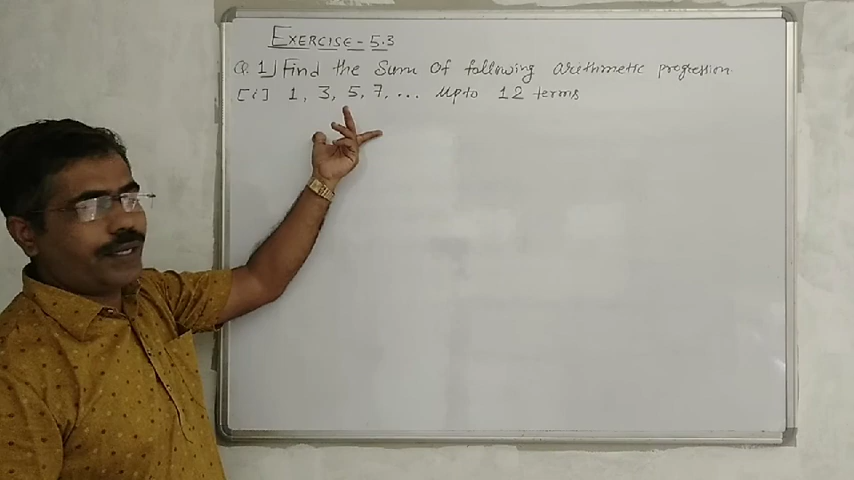 EXERCISE-5.3
Q.1] Find the Sum Of following arithmetic progression.
[i] 1, 3, 5, 7, ... Upto 12 terms